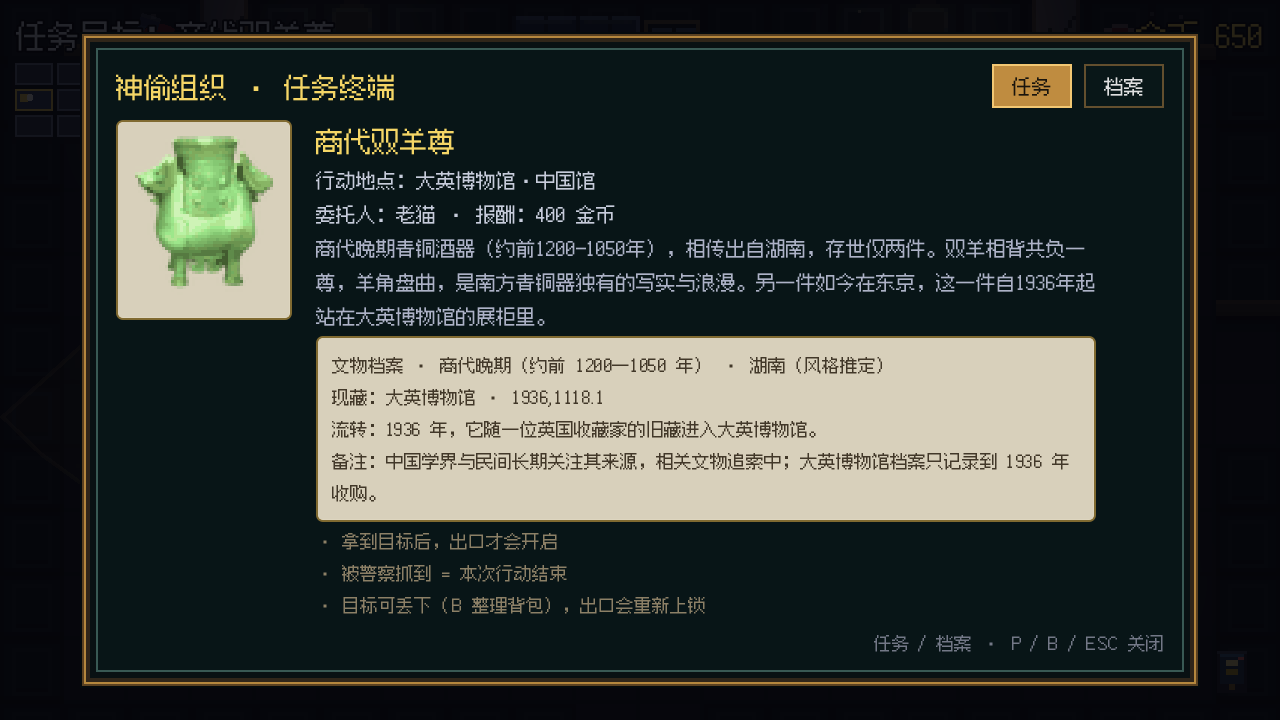 任务目标：商代双羊尊
650
神偷组织 · 任务终端
任务
档案
商代双羊尊
行动地点：大英博物馆·中国馆
委托人：老猫 · 报酬：400 金币
商代晚期青铜酒器（约前1200-1050年），相传出自湖南，存世仅两件。双羊相背共负一
尊，羊角盘曲，是南方青铜器独有的写实与浪漫。另一件如今在东京，这一件自1936年起
站在大英博物馆的展柜里。
文物档案 · 商代晚期（约前 1200—1050 年） · 湖南（风格推定）
现藏：大英博物馆 · 1936,1118.1
流转：1936 年，它随一位英国收藏家的旧藏进入大英博物馆。
备注：中国学界与民间长期关注其来源，相关文物追索中；大英博物馆档案只记录到 1936 年
收购。
· 拿到目标后，出口才会开启
· 被警察抓到 = 本次行动结束
· 目标可丢下（B 整理背包），出口会重新上锁
任务 / 档案 · P / B / ESC 关闭